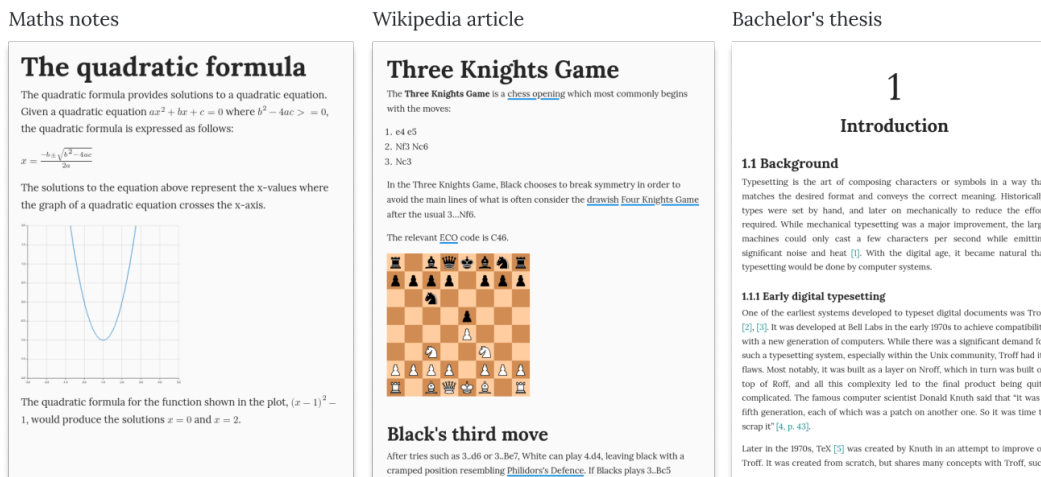 Maths notes
The quadratic formula
The quadratic formula provides solutions to a quadratic equation.
Given a quadratic equation ax² + bx + c = 0 where b² − 4ac > = 0,
the quadratic formula is expressed as follows:
x = −b±√b²−4ac / 2a
The solutions to the equation above represent the x-values where
the graph of a quadratic equation crosses the x-axis.
The quadratic formula for the function shown in the plot, (x − 1)² −
1, would produce the solutions x = 0 and x = 2.
Wikipedia article
Three Knights Game
The Three Knights Game is a chess opening which most commonly begins
with the moves:
1. e4 e5
2. Nf3 Nc6
3. Nc3
In the Three Knights Game, Black chooses to break symmetry in order to
avoid the main lines of what is often consider the drawish Four Knights Game
after the usual 3...Nf6.
The relevant ECO code is C46.
Black's third move
After tries such as 3..d6 or 3..Be7, White can play 4.d4, leaving black with a
cramped position resembling Philidors's Defence. If Blacks plays 3..Bc5
Bachelor's thesis
1
Introduction
1.1 Background
Typesetting is the art of composing characters or symbols in a way tha
matches the desired format and conveys the correct meaning. Historicall
types were set by hand, and later on mechanically to reduce the effor
required. While mechanical typesetting was a major improvement, the larg
machines could only cast a few characters per second while emittin
significant noise and heat [1]. With the digital age, it became natural tha
typesetting would be done by computer systems.
1.1.1 Early digital typesetting
One of the earliest systems developed to typeset digital documents was Tro
[2], [3]. It was developed at Bell Labs in the early 1970s to achieve compatibilit
with a new generation of computers. While there was a significant demand fo
such a typesetting system, especially within the Unix community, Troff had it
flaws. Most notably, it was built as a layer on Nroff, which in turn was built o
top of Roff, and all this complexity led to the final product being quit
complicated. The famous computer scientist Donald Knuth said that “it was
fifth generation, each of which was a patch on another one. So it was time t
scrap it” [4, p. 43].
Later in the 1970s, TeX [5] was created by Knuth in an attempt to improve o
Troff. It was created from scratch, but shares many concepts with Troff, suc